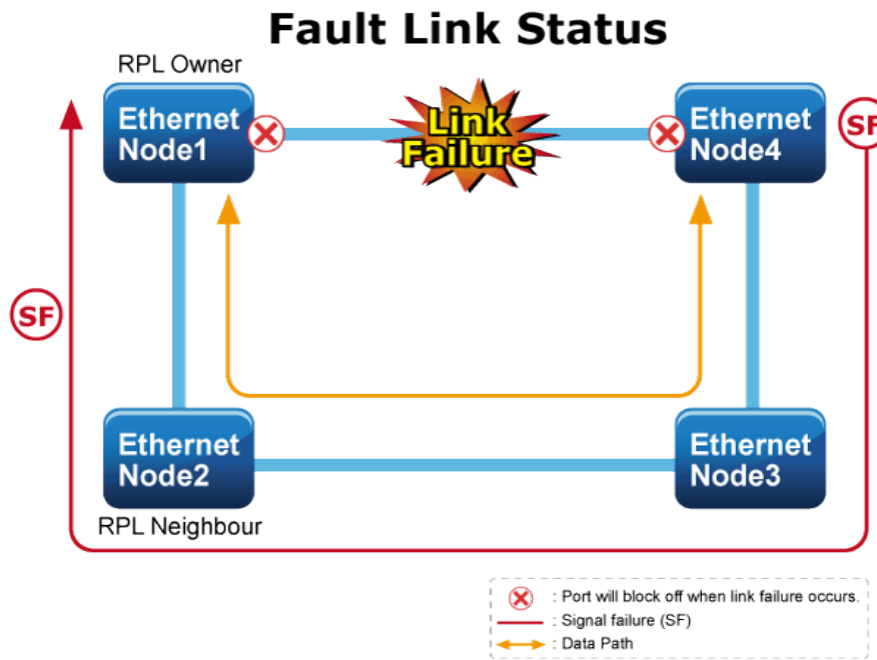 Fault Link Status
RPL Owner
Ethernet
Node1
Link
Failure
Ethernet
Node4
SF
SF
Ethernet
Node2
Ethernet
Node3
RPL Neighbour
: Port will block off when link failure occurs.
: Signal failure (SF)
: Data Path